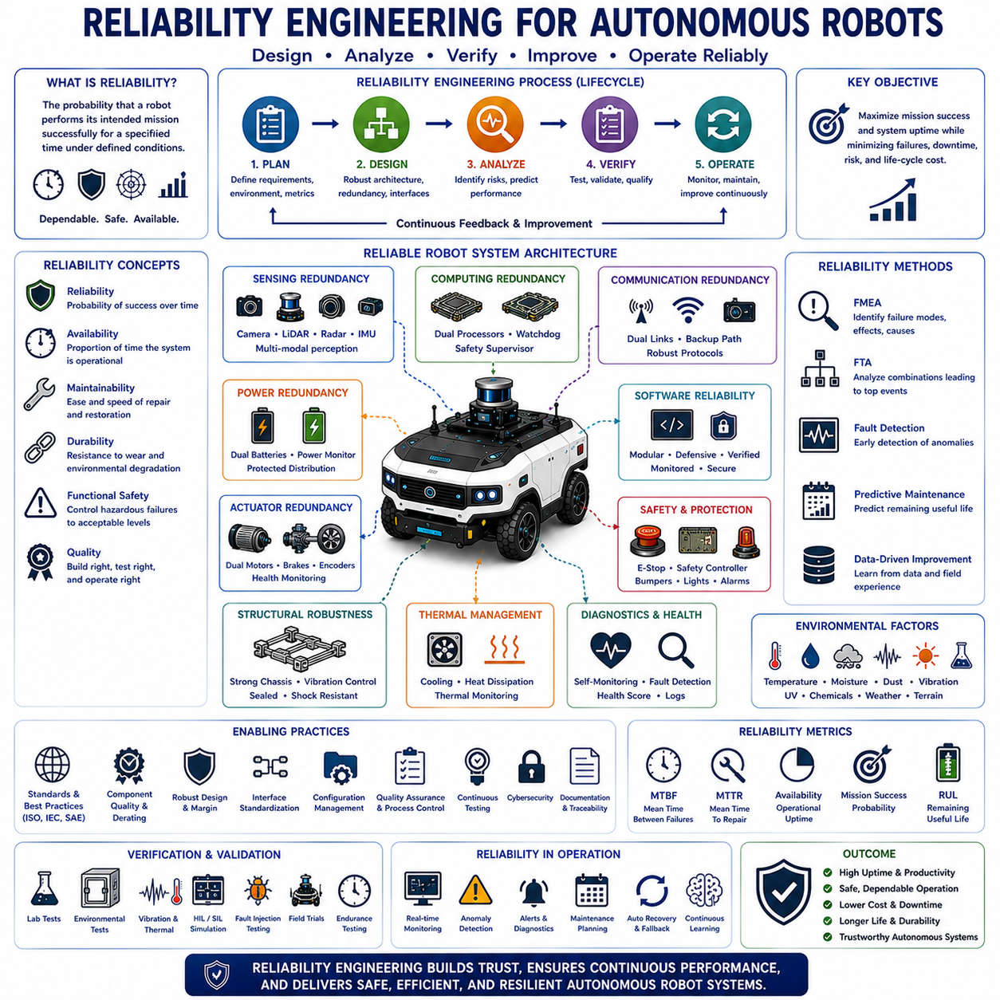 RELIABILITY ENGINEERING FOR AUTONOMOUS ROBOTS
Design • Analyze • Verify • Improve • Operate Reliably
WHAT IS RELIABILITY?
The probability that a robot
performs its intended mission
successfully for a specifiied
time under defined conditions.
Dependable. Safe. Available.
RELIABILITY ENGINEERING PROCESS (LIFECYCLE)
1. PLAN
Define requirements,
environment, metrics
2. DESIGN
Robust architecture,
redundancy, interfaces
3. ANALYZE
Identify risks, predict
performance
4. VERIFY
Test, validate, qualify
5. OPERATE
Monitor, maintain,
improve continuously
Continuous Feedback & Improvement
KEY OBJECTIVE
Maximize mission success
and system uptime while
minimizing failures, downtime,
risk, and life-cycle cost.
RELIABILITY CONCEPTS
Reliability
Probability of success over time
Availability
Proportion of time the system
is operational
Maintainability
Ease and speed of repair
and restoration
Durability
Resistance to wear and
environmental degradation
Functional Safety
Control hazardous failures
to acceptable levels
Quality
Build right, test right,
and operate right
RELIABLE ROBOT SYSTEM ARCHITECTURE
SENSING REDUNDANCY
Camera • LiDAR • Radar • IMU
Multi-modal perception
COMPUTING REDUNDANCY
Dual Processors • Watchdog
Safety Supervisor
COMMUNICATION REDUNDANCY
Dual Links • Backup Path
Robust Protocols
POWER REDUNDANCY
Dual Batteries • Power Monitor
Protected Distribution
SOFTWARE RELIABILITY
</>
Modular • Defensive • Verified
Monitored • Secure
ACTUATOR REDUNDANCY
Dual Motors • Brakes • Encoders
Health Monitoring
SAFETY & PROTECTION
E-Stop • Safety Controller
Bumpers • Lights • Alarms
STRUCTURAL ROBUSTNESS
Strong Chassis • Vibration Control
Sealed • Shock Resistant
THERMAL MANAGEMENT
Cooling • Heat Dissipation
Thermal Monitoring
DIAGNOSTICS & HEALTH
Self-Monitoring • Fault Detection
Health Score • Logs
RELIABILITY METHODS
FMEA
Identify failure modes,
effects, causes
FTA
Analyze combinations leading
to top events
Fault Detection
Early detection of anomalies
Predictive Maintenance
Predict remaining useful life
Data-Driven Improvement
Learn from data and field
experience
ENVIRONMENTAL FACTORS
Temperature • Moisture • Dust • Vibration
UV • Chemicals • Weather • Terrain
ENABLING PRACTICES
Standards &
Best Practices
(ISO, IEC, SAE)
Component
Quality &
Derating
Robust Design
& Margin
Interface
Standardization
Configuration
Management
Quality Assurance
& Process Control
Continuous
Testing
Cybersecurity
Documentation
& Traceability
RELIABILITY METRICS
MTBF
Mean Time
Between Failures
MTTR
Mean Time
To Repair
Availability
Operational
Uptime
Mission Success
Probability
RUL
Remaining
Useful Life
VERIFICATION & VALIDATION
Lab Tests
Environmental
Tests
Vibration &
Thermal
HIL / SIL
Simulation
Fault Injection
Testing
Field Trials
Endurance
Testing
RELIABILITY IN OPERATION
Real-time
Monitoring
Anomaly
Detection
Alerts &
Diagnostics
Maintenance
Planning
Auto Recovery
& Fallback
Continuous
Learning
OUTCOME
High Uptime & Productivity
Safe, Dependable Operation
Lower Cost & Downtime
Longer Life & Durability
Trustworthy Autonomous Systems
RELIABILITY ENGINEERING BUILDS TRUST, ENSURES CONTINUOUS PERFORMANCE,
AND DELIVERS SAFE, EFFICIENT, AND RESILIENT AUTONOMOUS ROBOT SYSTEMS.